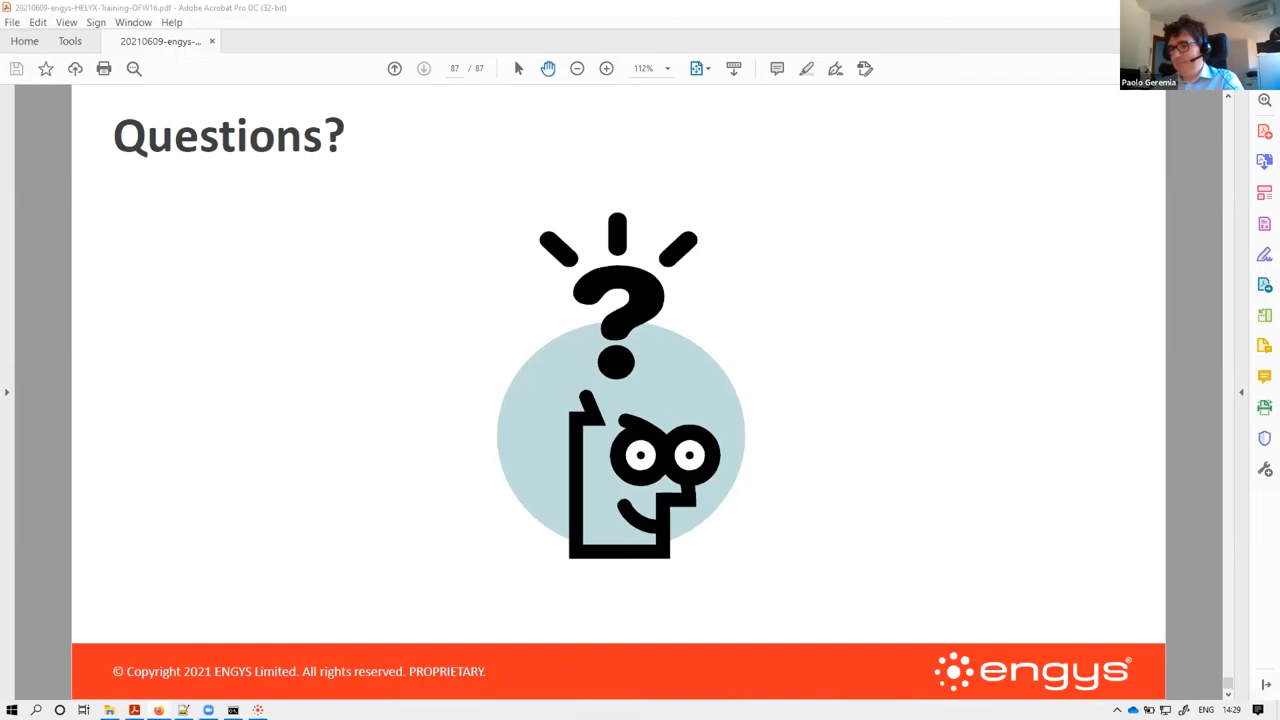 20210609-engys-HELYX-Training-OFW16.pdf - Adobe Acrobat Pro DC (32-bit)
File Edit View Sign Window Help
Home Tools 20210609-engys-... ×
87 / 87 112%
Paolo Geremia
Questions?
?
© Copyright 2021 ENGYS Limited. All rights reserved. PROPRIETARY.
engys®
ENG 14:29